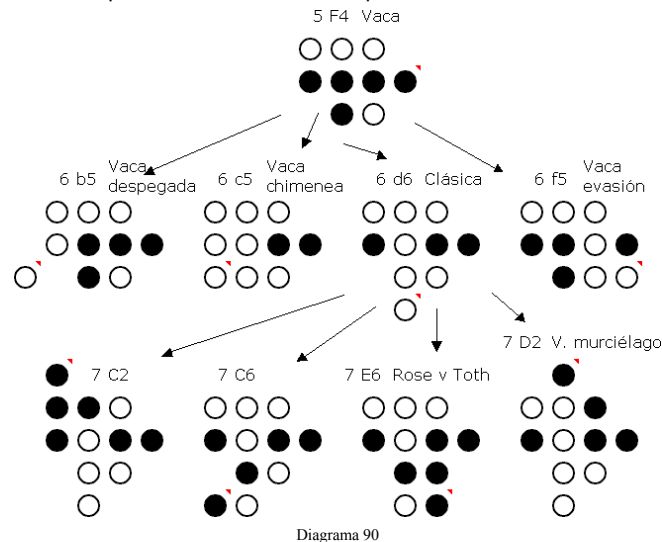 5 F4 Vaca
6 b5 Vaca despegada
6 c5 Vaca chimenea
6 d6 Clásica
6 f5 Vaca evasión
7 C2
7 C6
7 E6 Rose v Toth
7 D2 V. murciélago
Diagrama 90